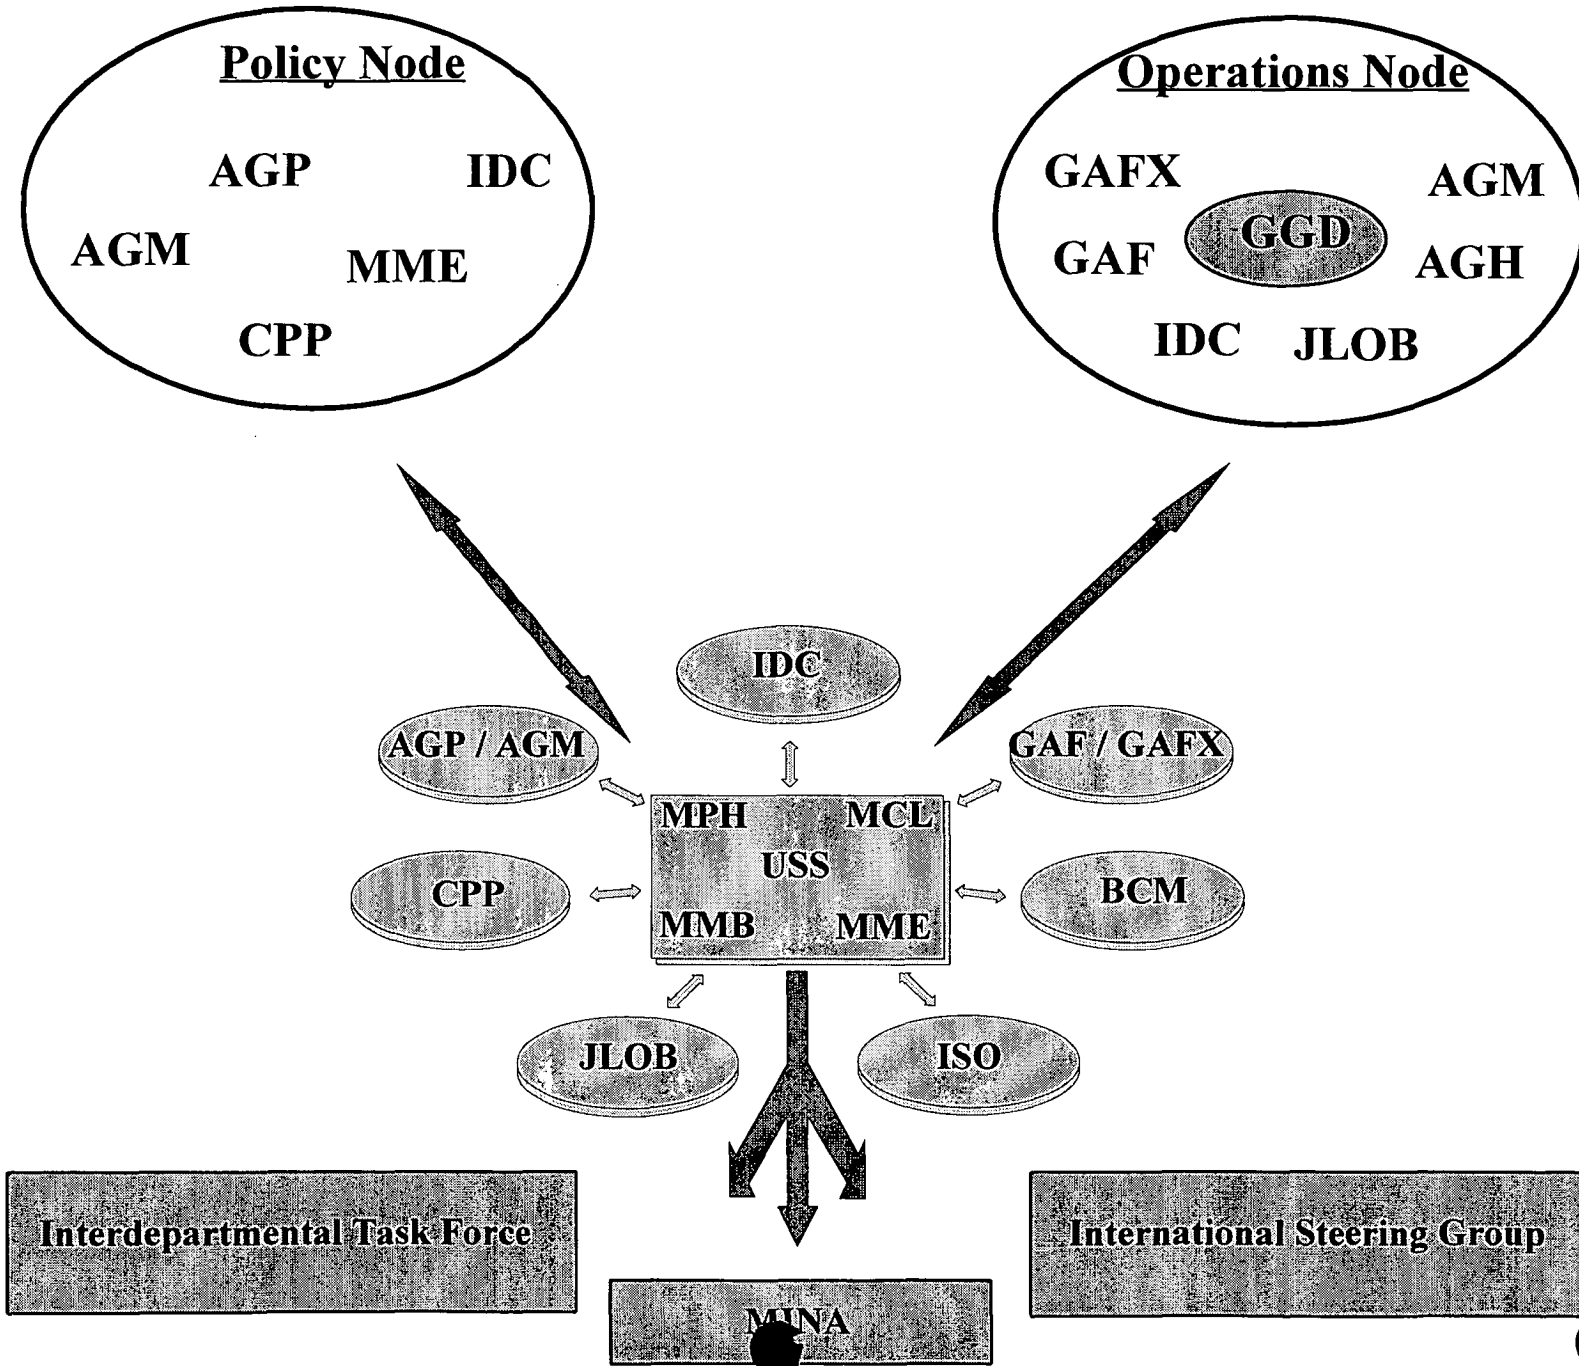 Policy Node
AGP
IDC
AGM
MME
CPP
Operations Node
GAFX
AGM
GGD
GAF
AGH
IDC
JLOB
IDC
AGP / AGM
GAF / GAFX
MPH
MCL
USS
CPP
BCM
MMB
MME
JLOB
ISO
Interdepartmental Task Force
International Steering Group
MINA